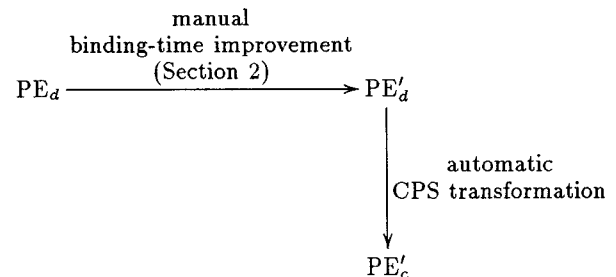 manual
binding-time improvement
(Section 2)
PE_d PE′_d
automatic
CPS transformation
PE′_c